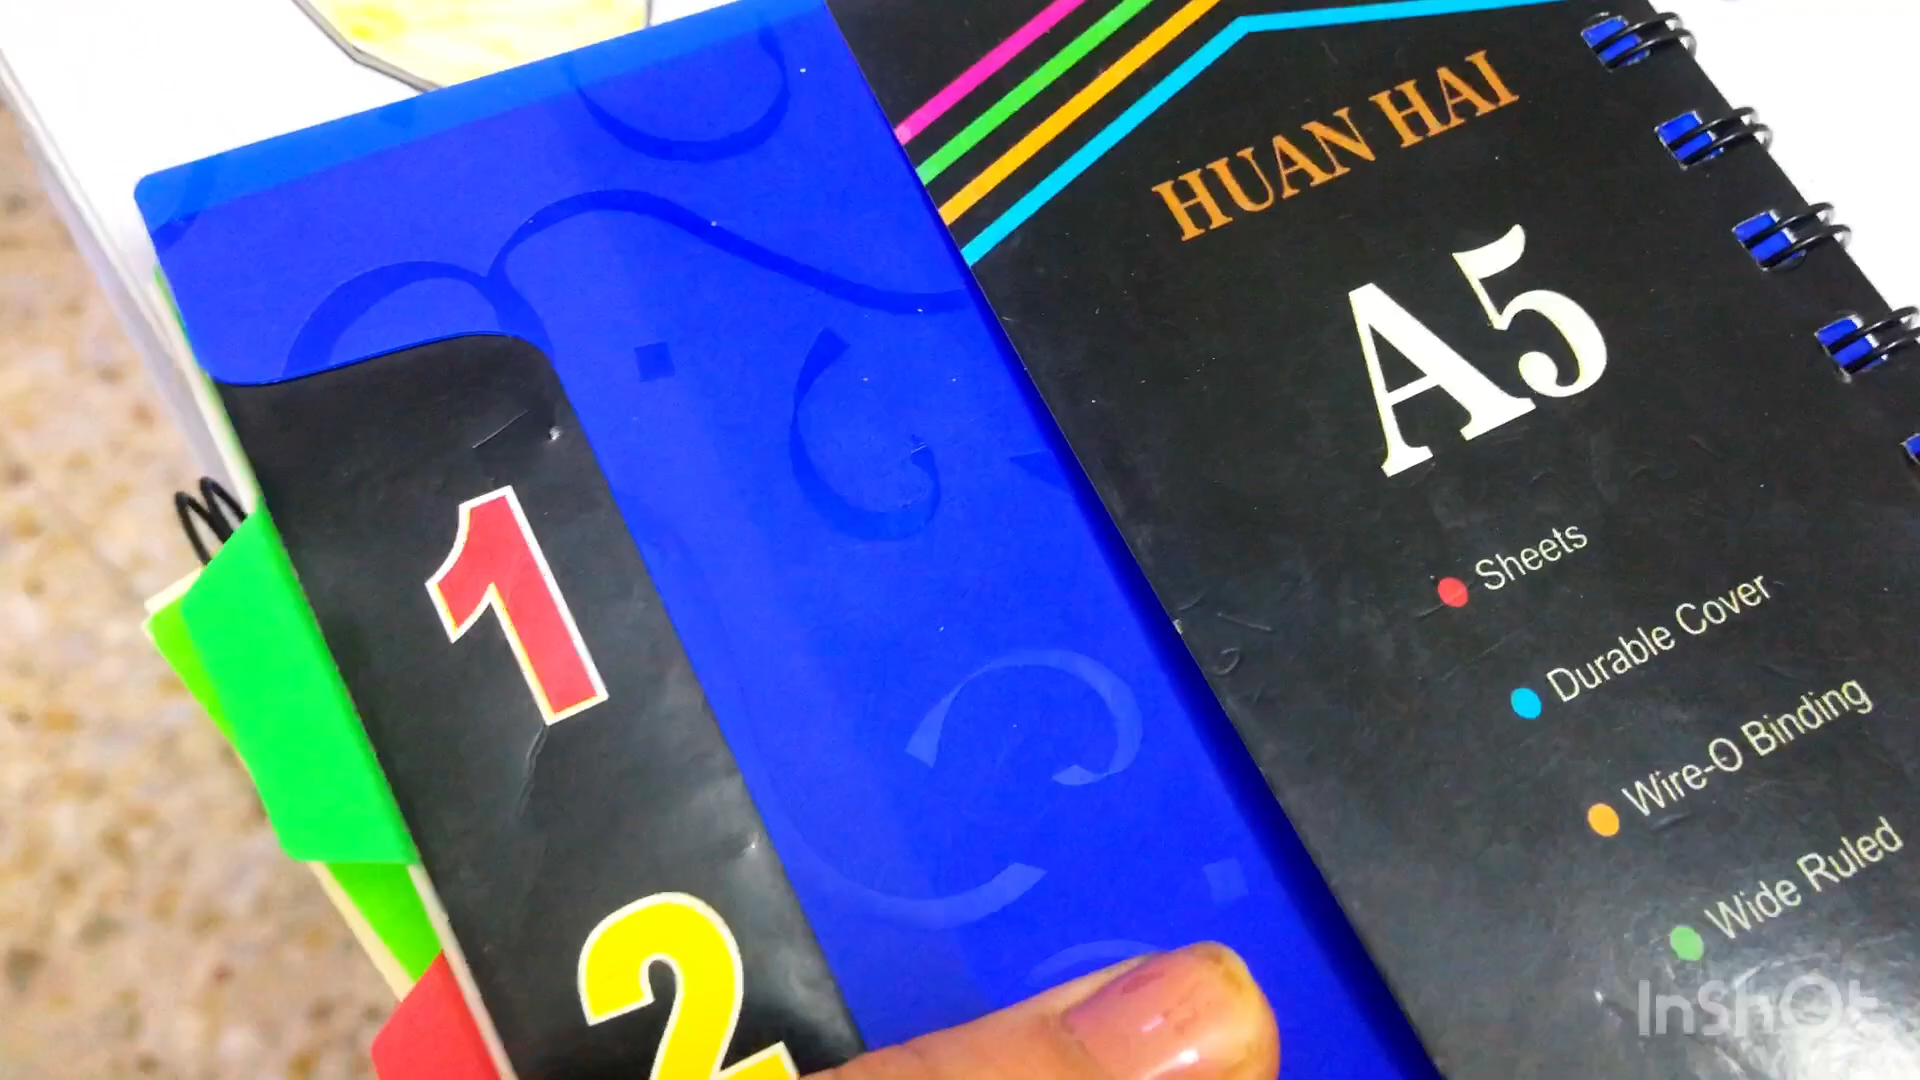 HUAN HAI
A5
Sheets
Durable Cover
Wire-O Binding
Wide Ruled
1
2
InShOt